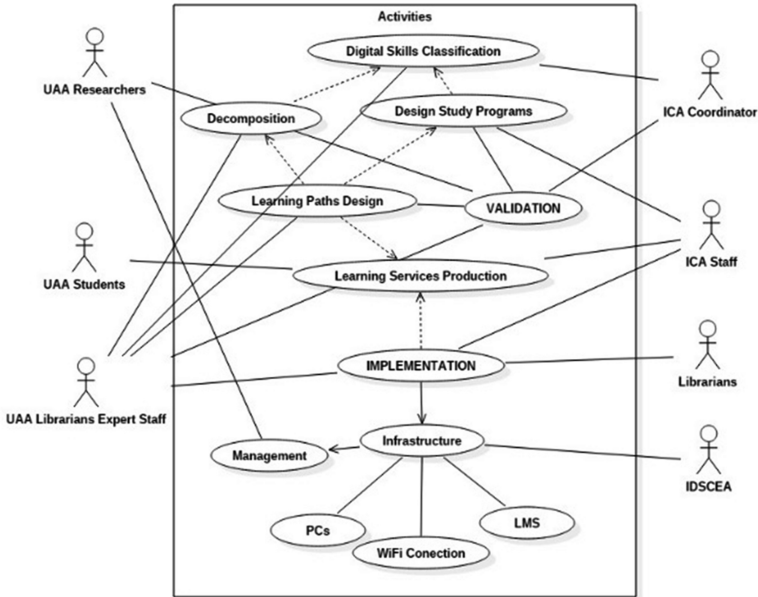 Activities
Digital Skills Classification
UAA Researchers
ICA Coordinator
Decomposition
Design Study Programs
Learning Paths Design
VALIDATION
UAA Students
Learning Services Production
ICA Staff
IMPLEMENTATION
Librarians
UAA Librarians Expert Staff
Infrastructure
Management
IDSCEA
PCs
LMS
WiFi Conection